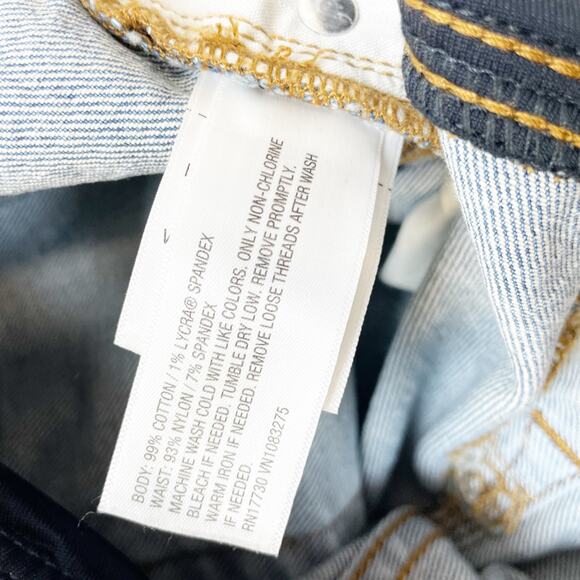 BODY: 99% COTTON / 1% LYCRA® SPANDEX
WAIST: 93% NYLON / 7% SPANDEX
MACHINE WASH COLD WITH LIKE COLORS. ONLY NON-CHLORINE
BLEACH IF NEEDED. TUMBLE DRY LOW. REMOVE PROMPTLY.
WARM IRON IF NEEDED. REMOVE LOOSE THREADS AFTER WASH
IF NEEDED.
RN17730 VN1083275